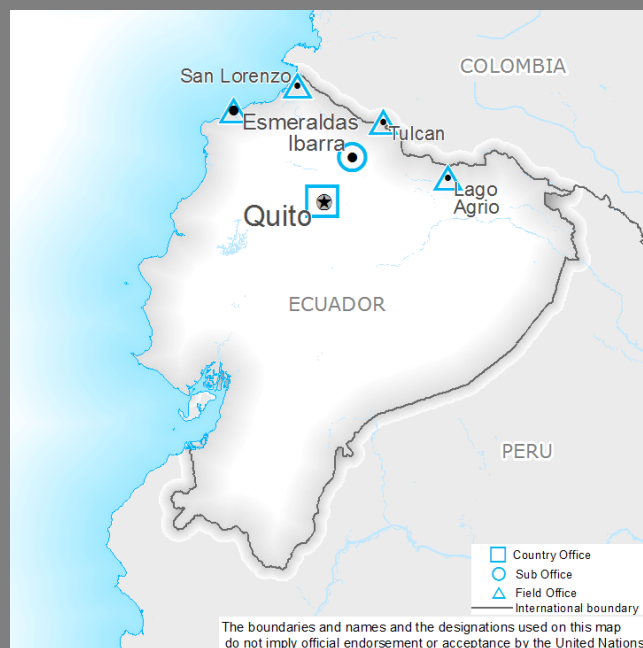 COLOMBIA
San Lorenzo
Esmeraldas
Tulcan
Ibarra
Lago
Agrio
Quito
ECUADOR
PERU
Country Office
Sub Office
Field Office
International boundary
The boundaries and names and the designations used on this map
do not imply official endorsement or acceptance by the United Nations